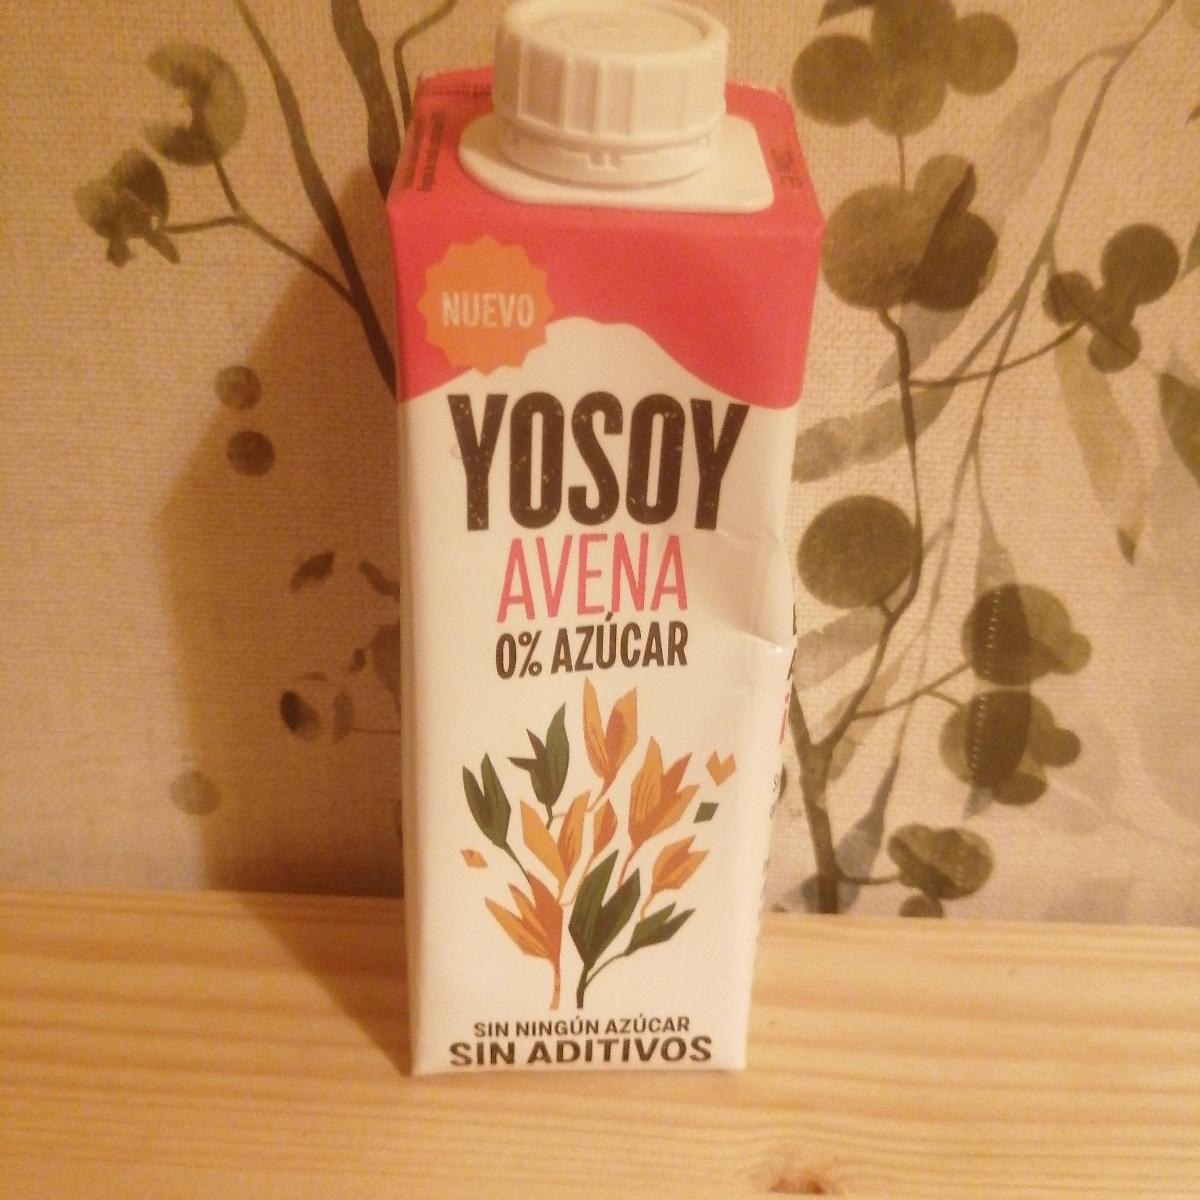 NUEVO
YOSOY
AVENA
0% AZÚCAR
SIN NINGÚN AZÚCAR
SIN ADITIVOS